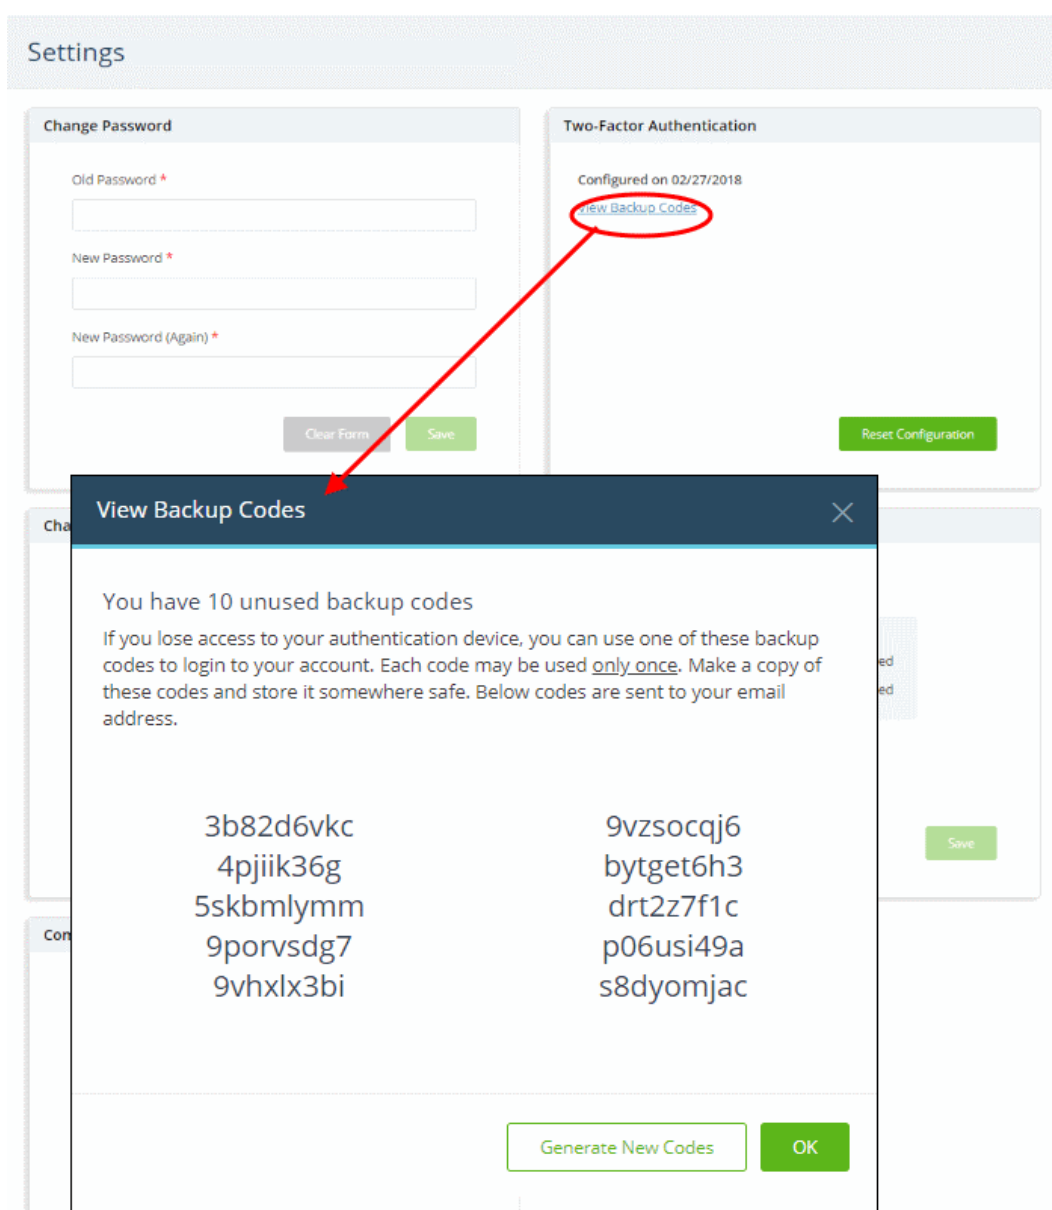 Settings
Change Password
Old Password *
New Password *
New Password (Again) *
Clear Form
Save
Two-Factor Authentication
Configured on 02/27/2018
View Backup Codes
Reset Configuration
Cha
ed
ed
Save
Con
View Backup Codes
You have 10 unused backup codes
If you lose access to your authentication device, you can use one of these backup
codes to login to your account. Each code may be used only once. Make a copy of
these codes and store it somewhere safe. Below codes are sent to your email
address.
3b82d6vkc
4pjiik36g
5skbmlymm
9porvsdg7
9vhxlx3bi
9vzsocqj6
bytget6h3
drt2z7f1c
p06usi49a
s8dyomjac
Generate New Codes
OK